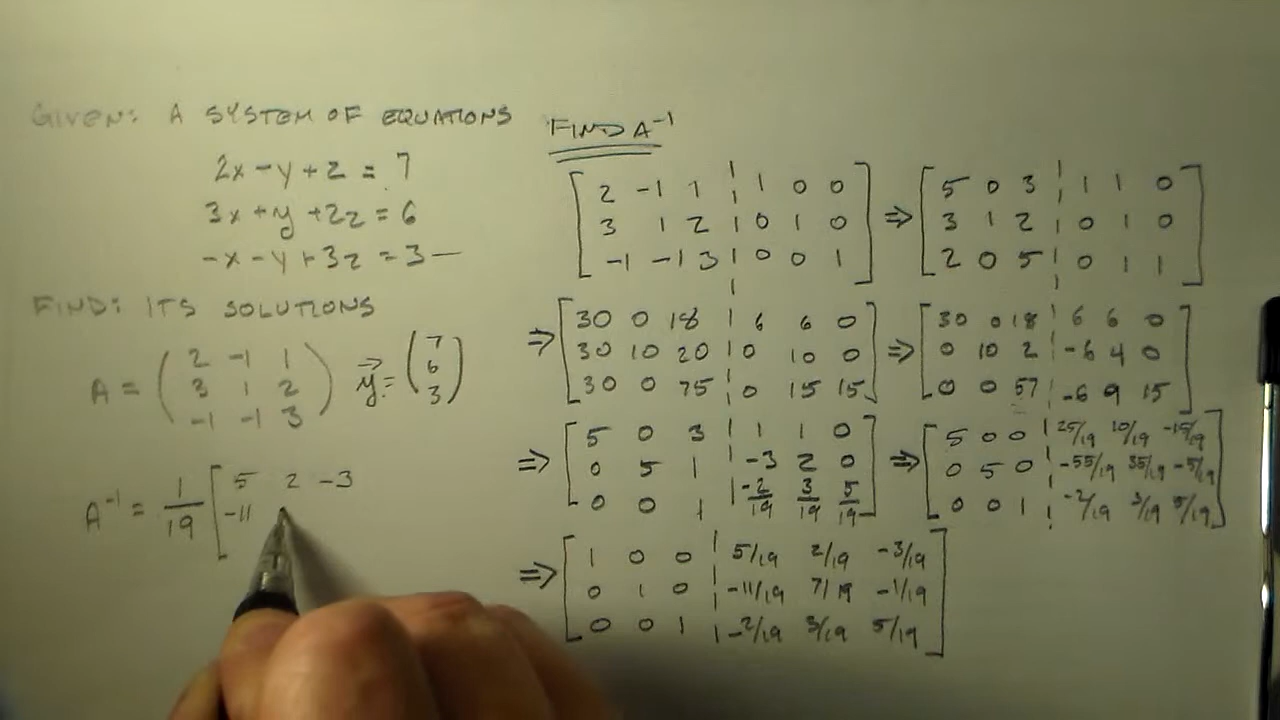 GIVEN: A SYSTEM OF EQUATIONS
2x - y + z = 7
3x + y + 2z = 6
-x - y + 3z = 3
FIND: ITS SOLUTIONS
A = ( 2 -1 1
3 1 2
-1 -1 3 )
y⃗ = ( 7
6
3 )
A⁻¹ = 1/19 [ 5 2 -3
-11
FIND A⁻¹
[ 2 -1 1 | 1 0 0
3 1 2 | 0 1 0
-1 -1 3 | 0 0 1 ]
⇒ [ 5 0 3 | 1 1 0
3 1 2 | 0 1 0
2 0 5 | 0 1 1 ]
⇒ [ 30 0 18 | 6 6 0
30 10 20 | 0 10 0
30 0 75 | 0 15 15 ]
⇒ [ 30 0 18 | 6 6 0
0 10 2 | -6 4 0
0 0 57 | -6 9 15 ]
⇒ [ 5 0 3 | 1 1 0
0 5 1 | -3 2 0
0 0 1 | -2/19 3/19 5/19 ]
⇒ [ 5 0 0 | 25/19 10/19 -15/19
0 5 0 | -55/19 35/19 -5/19
0 0 1 | -2/19 3/19 5/19 ]
⇒ [ 1 0 0 | 5/19 2/19 -3/19
0 1 0 | -11/19 7/19 -1/19
0 0 1 | -2/19 3/19 5/19 ]